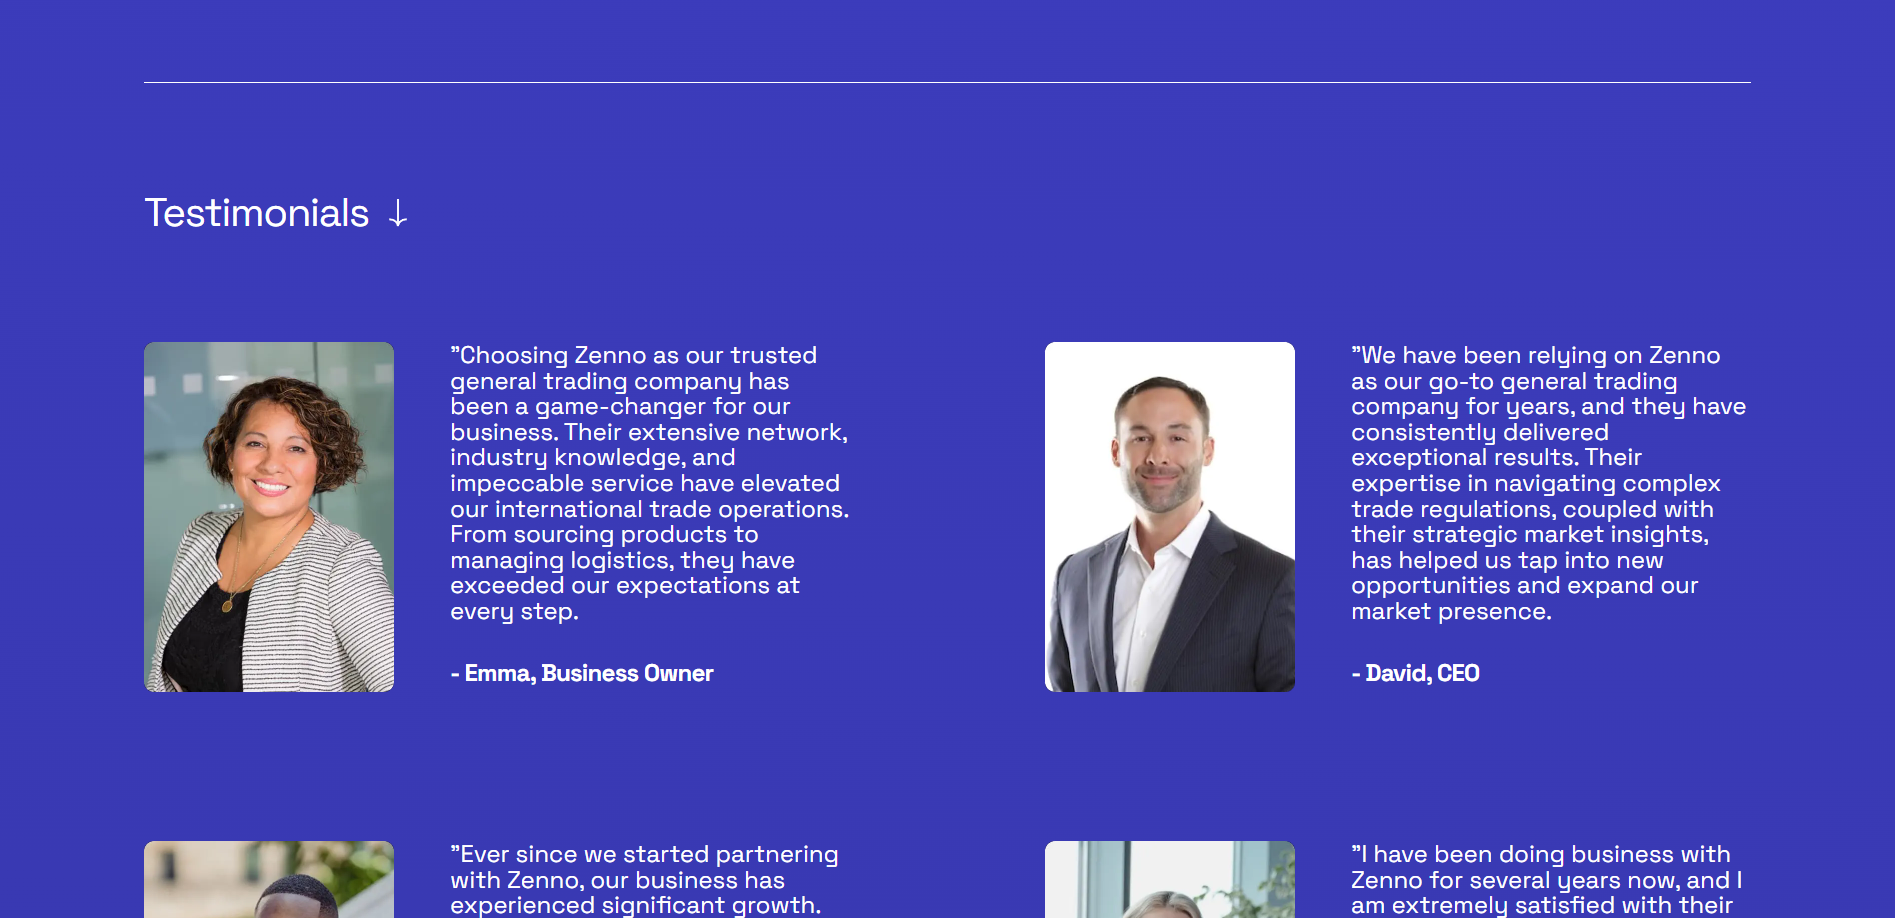 Testimonials ↓
”Choosing Zenno as our trusted
general trading company has
been a game-changer for our
business. Their extensive network,
industry knowledge, and
impeccable service have elevated
our international trade operations.
From sourcing products to
managing logistics, they have
exceeded our expectations at
every step.
- Emma, Business Owner
”We have been relying on Zenno
as our go-to general trading
company for years, and they have
consistently delivered
exceptional results. Their
expertise in navigating complex
trade regulations, coupled with
their strategic market insights,
has helped us tap into new
opportunities and expand our
market presence.
- David, CEO
”Ever since we started partnering
with Zenno, our business has
experienced significant growth.
”I have been doing business with
Zenno for several years now, and I
am extremely satisfied with their